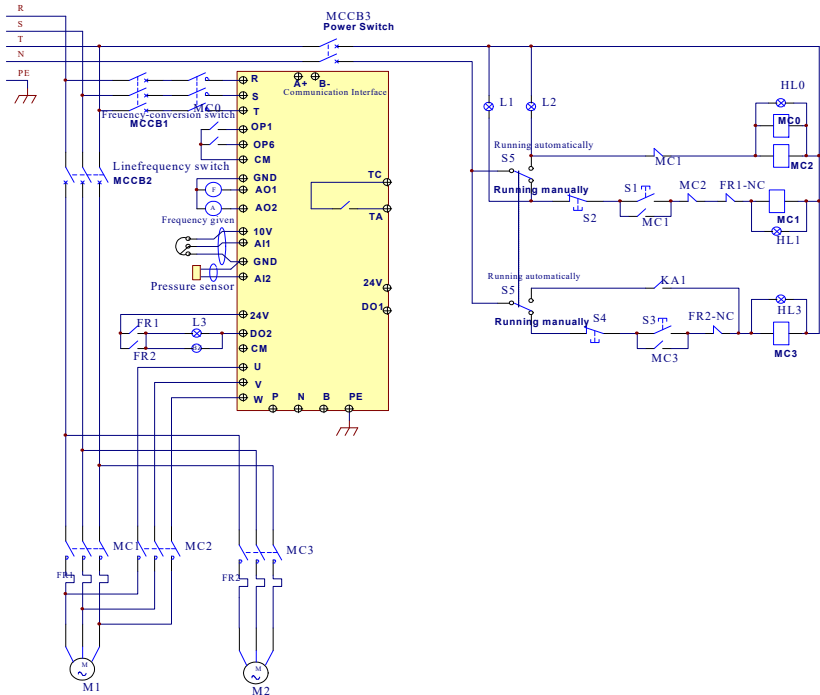 R
S
T
N
PE
MCCB3
Power Switch
A+ B-
Communication Interface
R
S
T
MC0
MCCB1
Freuency-conversion switch
OP1
OP6
CM
Linefrequency switch
MCCB2
GND
F
AO1
A
AO2
Frequency given
10V
AI1
GND
AI2
Pressure sensor
TC
TA
24V
DO1
24V
FR1
L3
DO2
FR2
CM
U
V
W
P N B PE
L1
L2
HL0
MC0
MC2
Running automatically
S5
MC1
Running manually
S2
S1
MC1
MC2
FR1-NC
MC1
HL1
Running automatically
S5
KA1
Running manually
S4
S3
MC3
FR2-NC
HL3
MC3
MC1
MC2
MC3
FR1
FR2
M
M1
M
M2